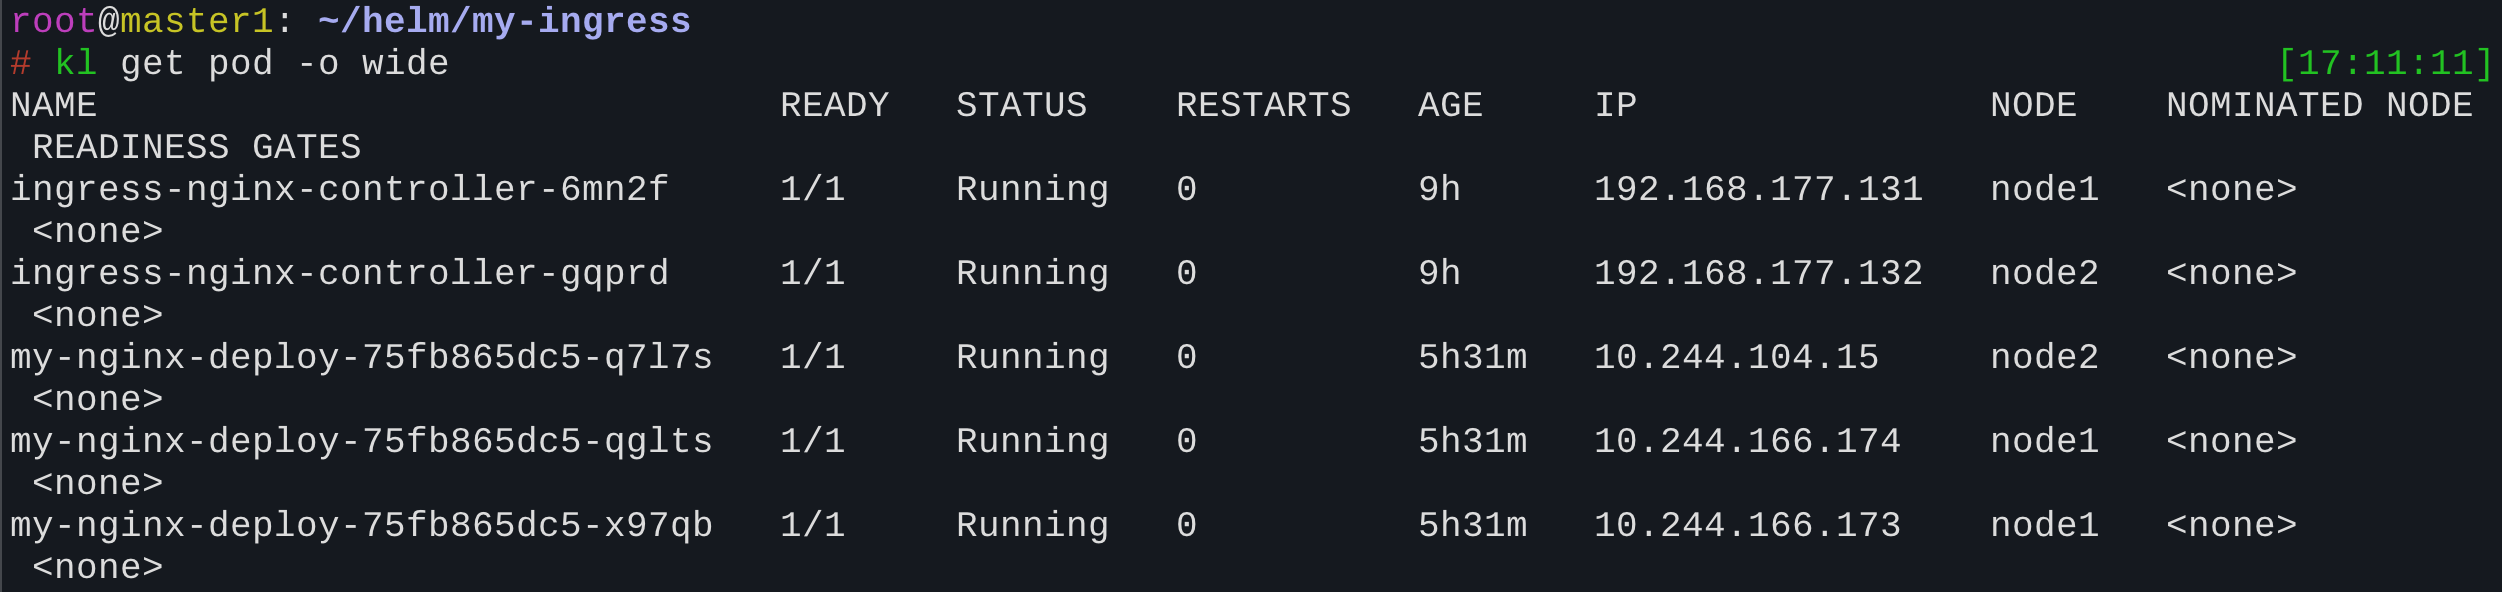 root@master1: ~/helm/my-ingress
# kl get pod -o wide [17:11:11]
NAME READY STATUS RESTARTS AGE IP NODE NOMINATED NODE
READINESS GATES
ingress-nginx-controller-6mn2f 1/1 Running 0 9h 192.168.177.131 node1 <none>
<none>
ingress-nginx-controller-gqprd 1/1 Running 0 9h 192.168.177.132 node2 <none>
<none>
my-nginx-deploy-75fb865dc5-q7l7s 1/1 Running 0 5h31m 10.244.104.15 node2 <none>
<none>
my-nginx-deploy-75fb865dc5-qglts 1/1 Running 0 5h31m 10.244.166.174 node1 <none>
<none>
my-nginx-deploy-75fb865dc5-x97qb 1/1 Running 0 5h31m 10.244.166.173 node1 <none>
<none>